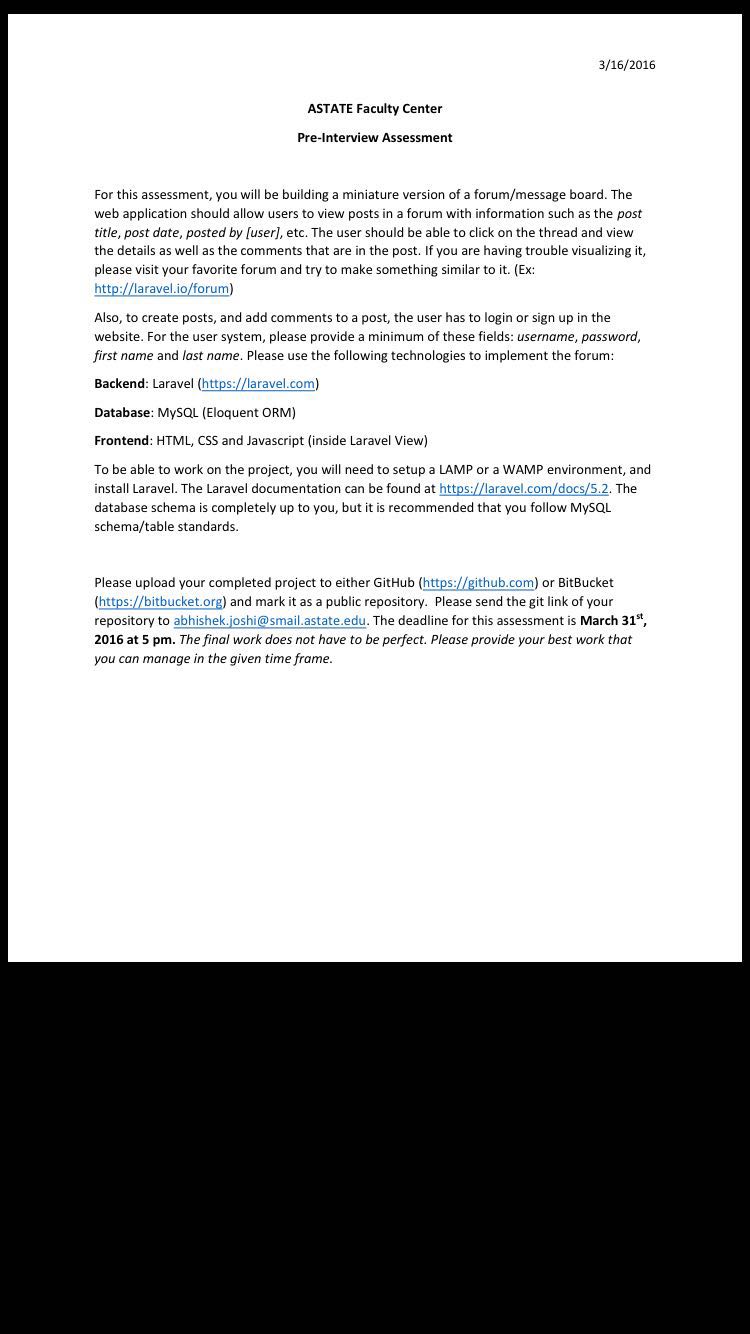 3/16/2016
ASTATE Faculty Center
Pre-Interview Assessment
For this assessment, you will be building a miniature version of a forum/message board. The
web application should allow users to view posts in a forum with information such as the post
title, post date, posted by [user], etc. The user should be able to click on the thread and view
the details as well as the comments that are in the post. If you are having trouble visualizing it,
please visit your favorite forum and try to make something similar to it. (Ex:
http://laravel.io/forum)
Also, to create posts, and add comments to a post, the user has to login or sign up in the
website. For the user system, please provide a minimum of these fields: username, password,
first name and last name. Please use the following technologies to implement the forum:
Backend: Laravel (https://laravel.com)
Database: MySQL (Eloquent ORM)
Frontend: HTML, CSS and Javascript (inside Laravel View)
To be able to work on the project, you will need to setup a LAMP or a WAMP environment, and
install Laravel. The Laravel documentation can be found at https://laravel.com/docs/5.2. The
database schema is completely up to you, but it is recommended that you follow MySQL
schema/table standards.
Please upload your completed project to either GitHub (https://github.com) or BitBucket
(https://bitbucket.org) and mark it as a public repository.  Please send the git link of your
repository to abhishek.joshi@smail.astate.edu. The deadline for this assessment is March 31st,
2016 at 5 pm. The final work does not have to be perfect. Please provide your best work that
you can manage in the given time frame.